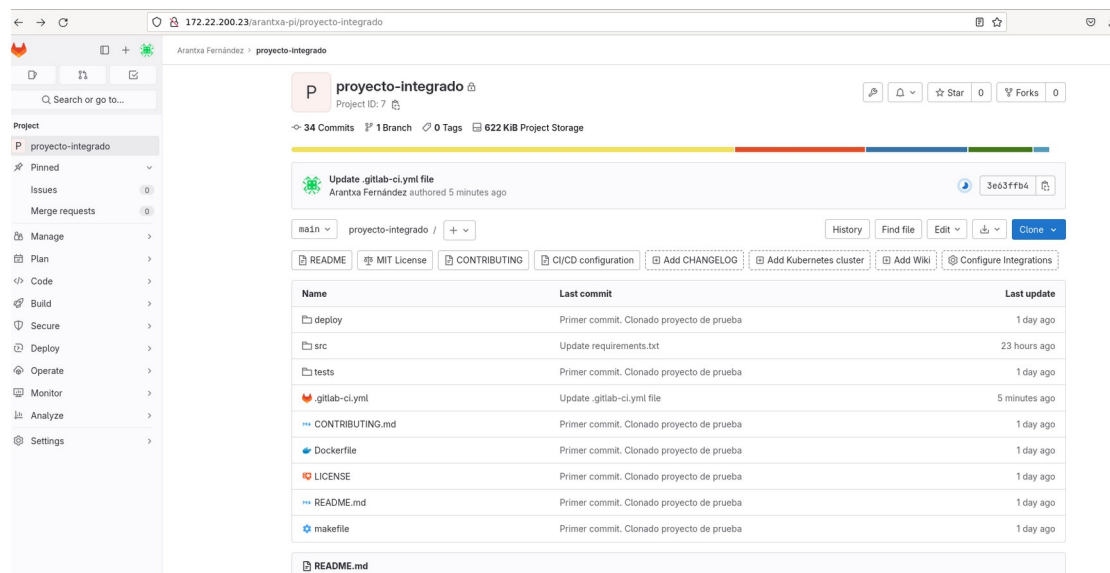 172.22.200.23/arantxa-pi/proyecto-integrado
Arantxa Fernández > proyecto-integrado
Search or go to...
Project
P proyecto-integrado
Pinned
Issues 0
Merge requests 0
Manage
Plan
Code
Build
Secure
Deploy
Operate
Monitor
Analyze
Settings
P
proyecto-integrado
Project ID: 7
Star 0 Forks 0
34 Commits 1 Branch 0 Tags 622 KiB Project Storage
Update .gitlab-ci.yml file
Arantxa Fernández authored 5 minutes ago
3e63ffb4
main proyecto-integrado / + History Find file Edit Clone
README MIT License CONTRIBUTING CI/CD configuration Add CHANGELOG Add Kubernetes cluster Add Wiki Configure Integrations
Name Last commit Last update
deploy Primer commit. Clonado proyecto de prueba 1 day ago
src Update requirements.txt 23 hours ago
tests Primer commit. Clonado proyecto de prueba 1 day ago
.gitlab-ci.yml Update .gitlab-ci.yml file 5 minutes ago
CONTRIBUTING.md Primer commit. Clonado proyecto de prueba 1 day ago
Dockerfile Primer commit. Clonado proyecto de prueba 1 day ago
LICENSE Primer commit. Clonado proyecto de prueba 1 day ago
README.md Primer commit. Clonado proyecto de prueba 1 day ago
makefile Primer commit. Clonado proyecto de prueba 1 day ago
README.md